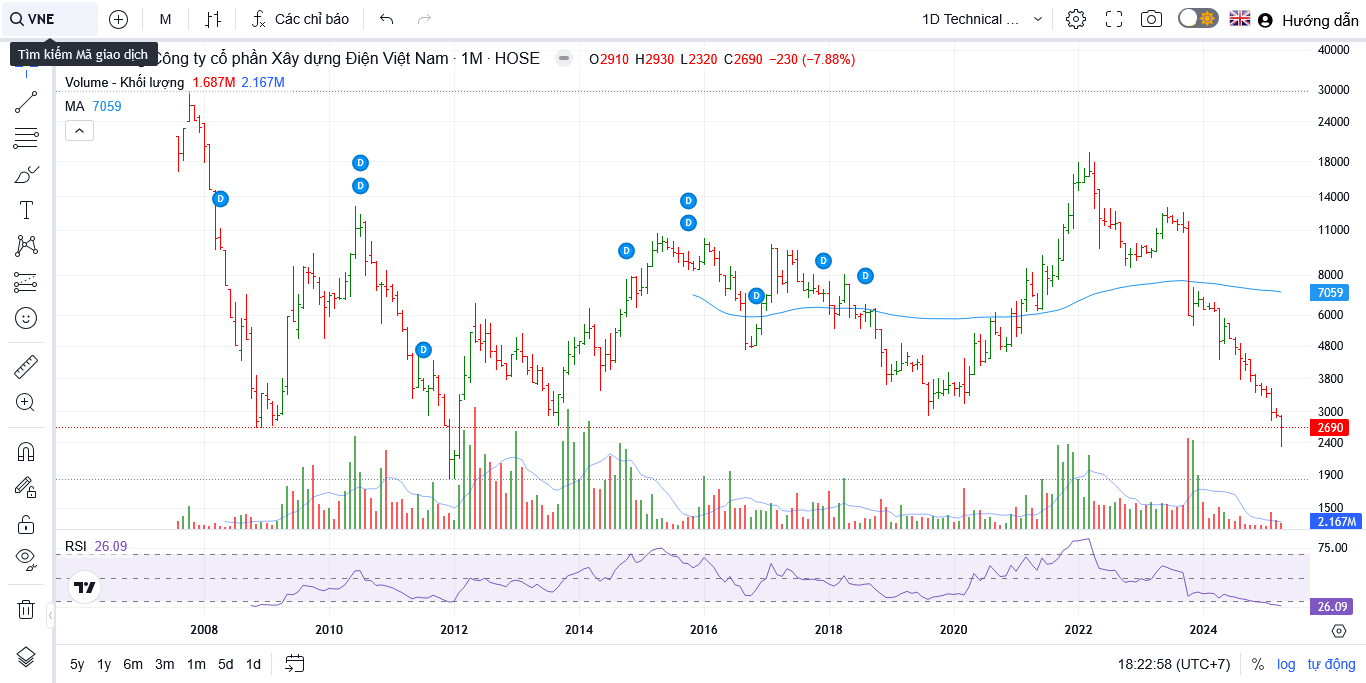 VNE
M
Các chỉ báo
1D Technical ...
Hướng dẫn
Tìm kiếm Mã giao dịch
Công ty cổ phần Xây dựng Điện Việt Nam · 1M · HOSE
O2910 H2930 L2320 C2690 −230 (−7.88%)
Volume - Khối lượng 1.687M 2.167M
MA 7059
40000
30000
24000
18000
14000
11000
8000
7059
6000
4800
3800
3000
2690
2400
1900
1500
2.167M
D
D
D
D
D
D
D
D
D
D
RSI 26.09
75.00
26.09
2008 2010 2012 2014 2016 2018 2020 2022 2024
5y 1y 6m 3m 1m 5d 1d
18:22:58 (UTC+7) % log tự động